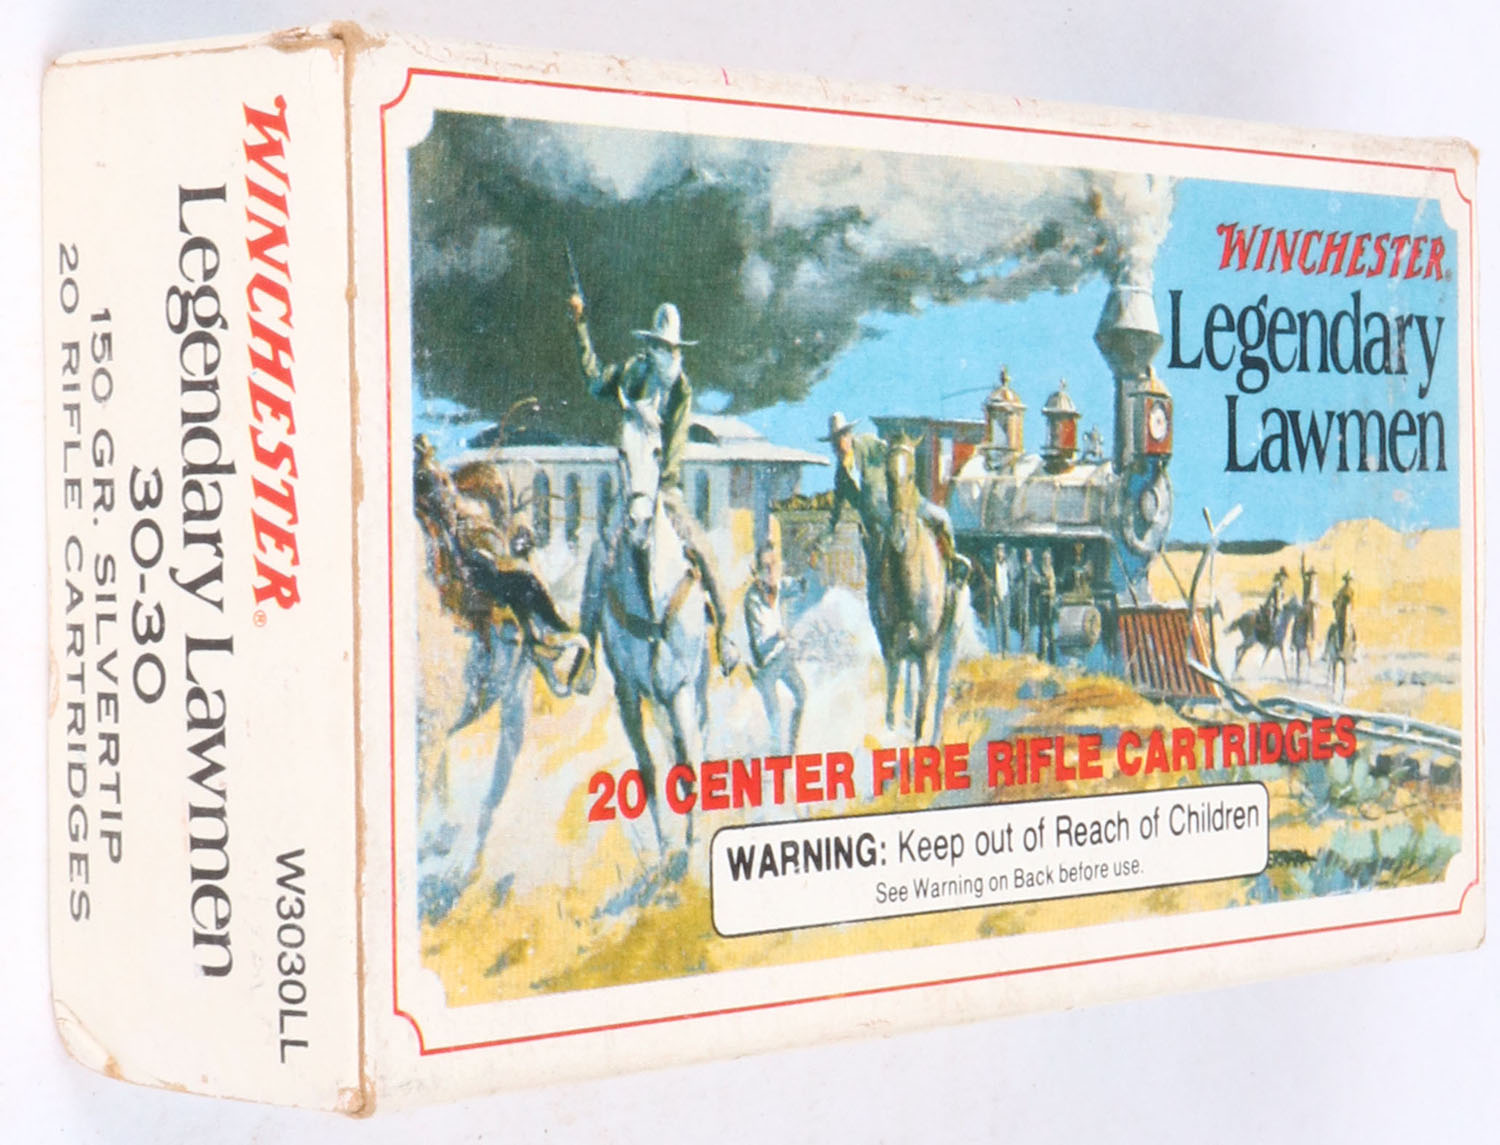 WINCHESTER®
Legendary Lawmen
30-30
150 GR. SILVERTIP
20 RIFLE CARTRIDGES
W3030LL
WINCHESTER®
Legendary
Lawmen
20 CENTER FIRE RIFLE CARTRIDGES
WARNING: Keep out of Reach of Children
See Warning on Back before use.